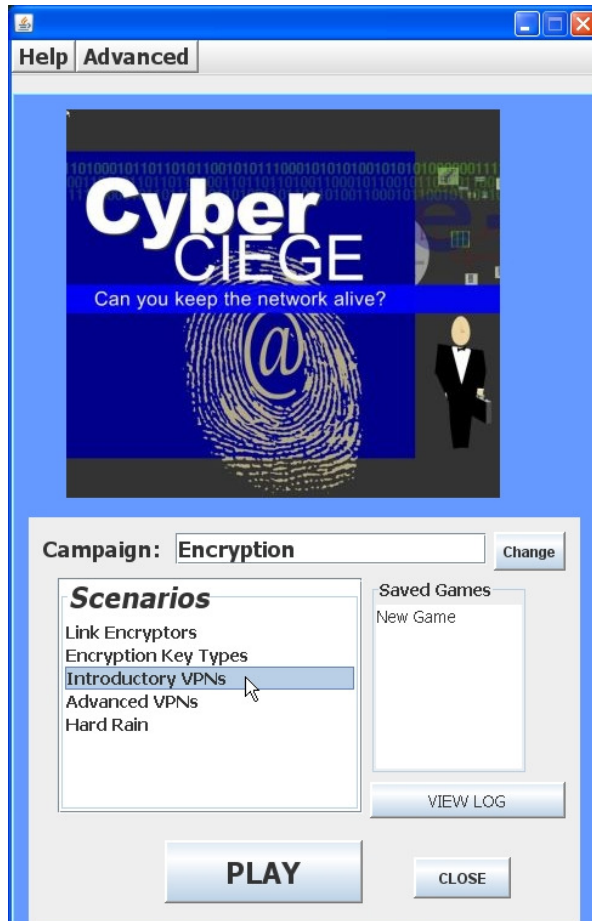 Help Advanced
Cyber
CIEGE
Can you keep the network alive?
@
Campaign: Encryption Change
Scenarios
Link Encryptors
Encryption Key Types
Introductory VPNs
Advanced VPNs
Hard Rain
Saved Games
New Game
VIEW LOG
PLAY
CLOSE